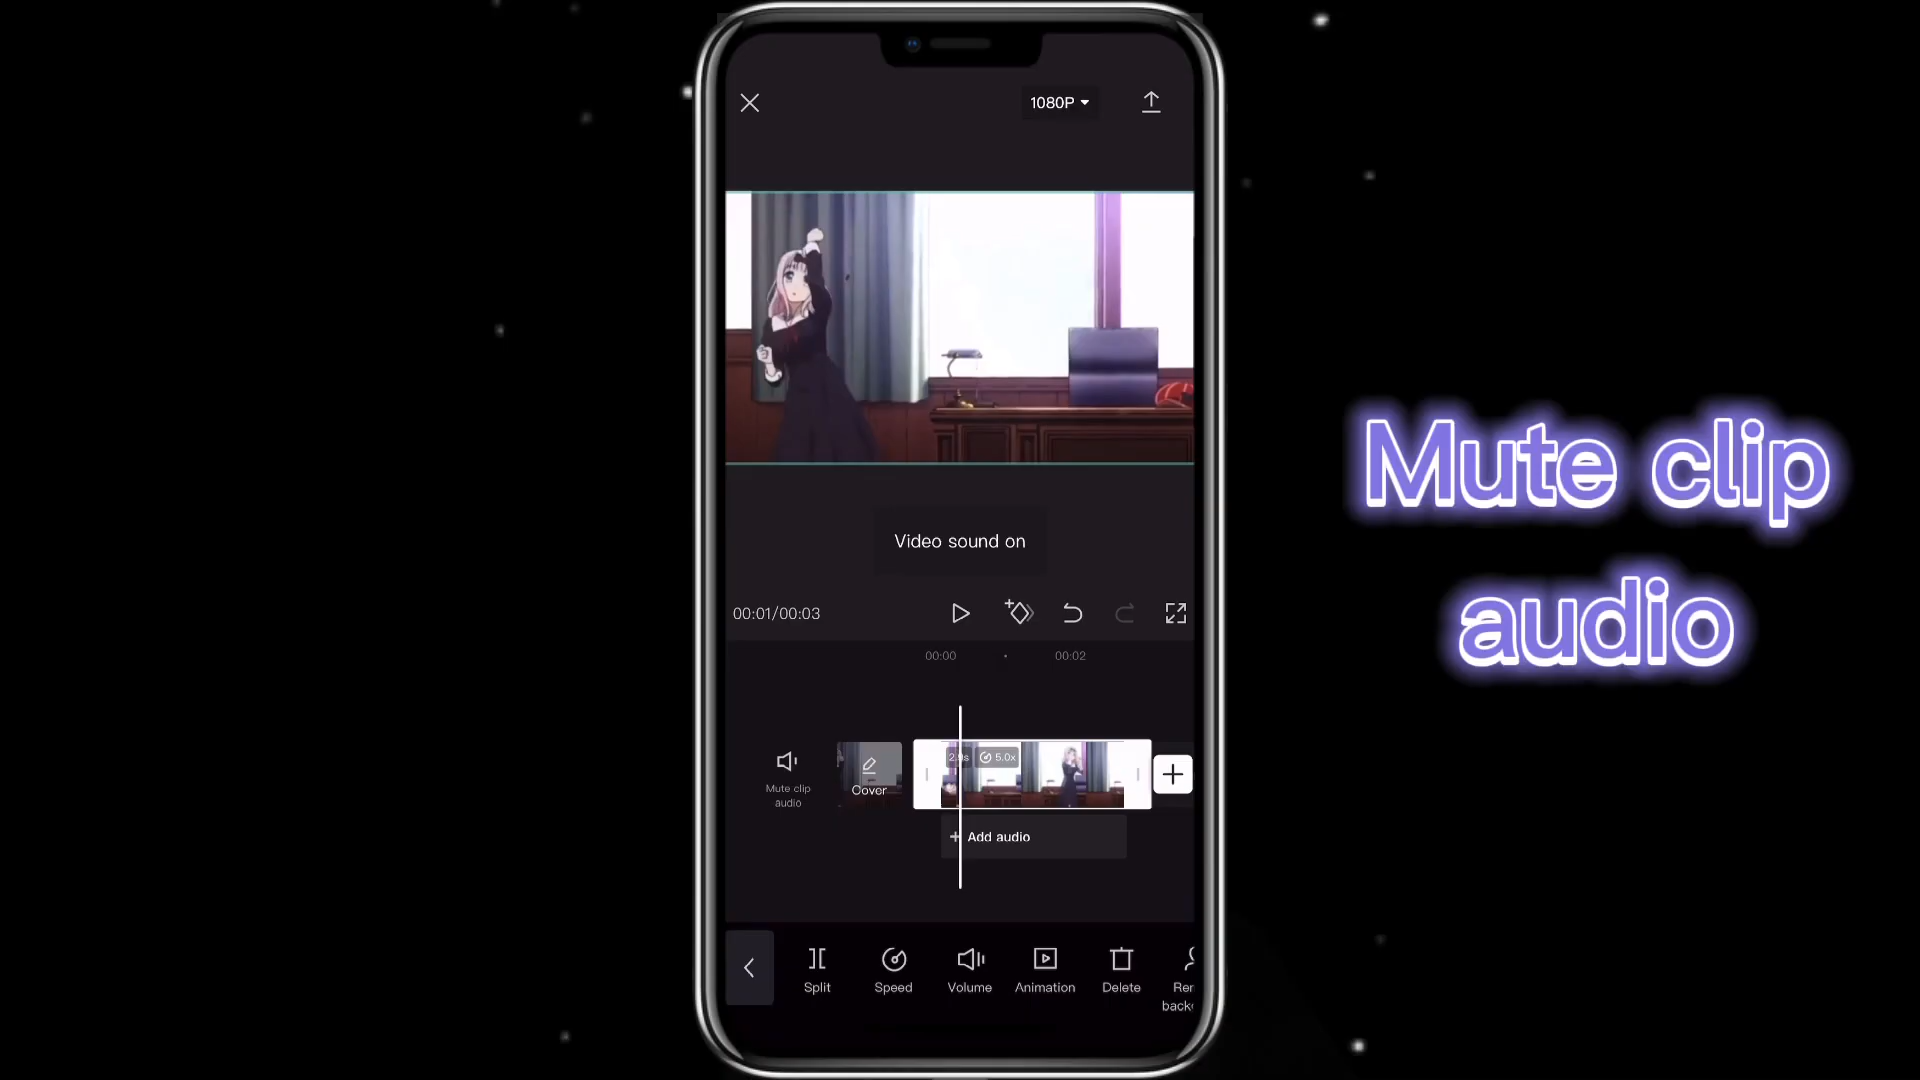 1080P
Video sound on
00:01/00:03
00:00
00:02
5.0x
Mute clip
audio
Cover
Add audio
Split
Speed
Volume
Animation
Delete
Mute clip
audio